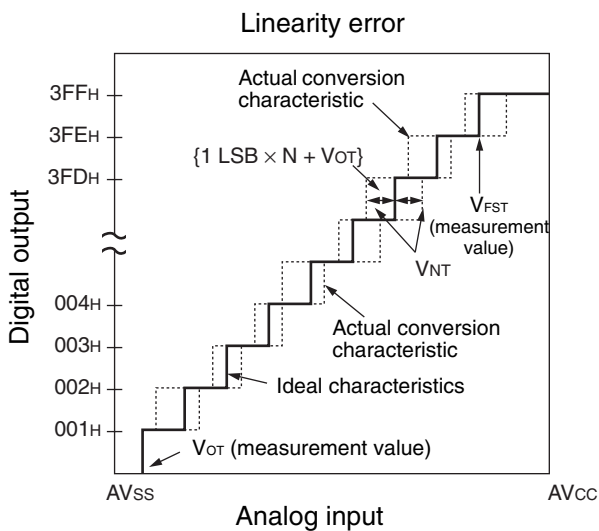 Linearity error
Actual conversion
characteristic
3FFH
3FEH
{1 LSB × N + VOT}
3FDH
VFST
(measurement
value)
VNT
Digital output
004H
Actual conversion
characteristic
003H
002H
Ideal characteristics
001H
VOT (measurement value)
AVSS
AVCC
Analog input